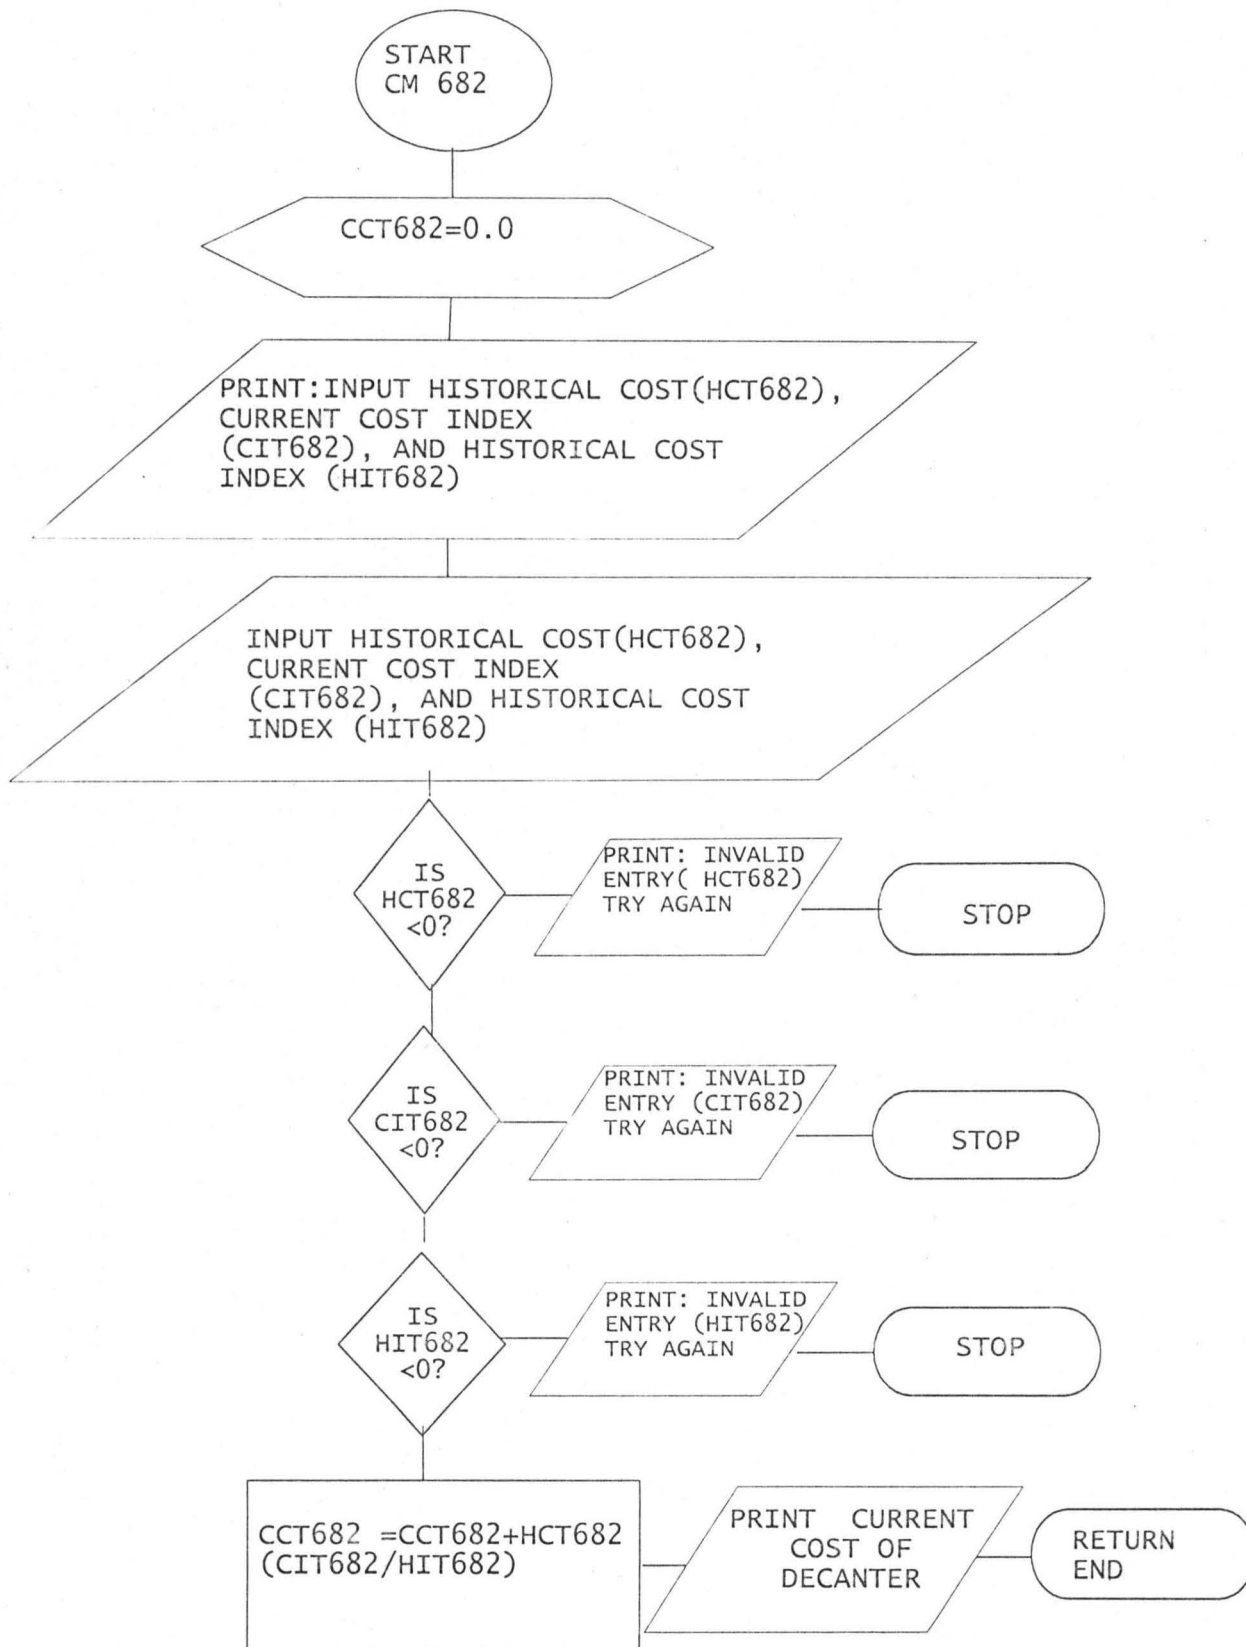 START
CM 682
CCT682=0.0
PRINT:INPUT HISTORICAL COST(HCT682),
CURRENT COST INDEX
(CIT682), AND HISTORICAL COST
INDEX (HIT682)
INPUT HISTORICAL COST(HCT682),
CURRENT COST INDEX
(CIT682), AND HISTORICAL COST
INDEX (HIT682)
IS
HCT682
<0?
PRINT: INVALID
ENTRY( HCT682)
TRY AGAIN
STOP
IS
CIT682
<0?
PRINT: INVALID
ENTRY (CIT682)
TRY AGAIN
STOP
IS
HIT682
<0?
PRINT: INVALID
ENTRY (HIT682)
TRY AGAIN
STOP
CCT682 =CCT682+HCT682
(CIT682/HIT682)
PRINT CURRENT
COST OF
DECANTER
RETURN
END